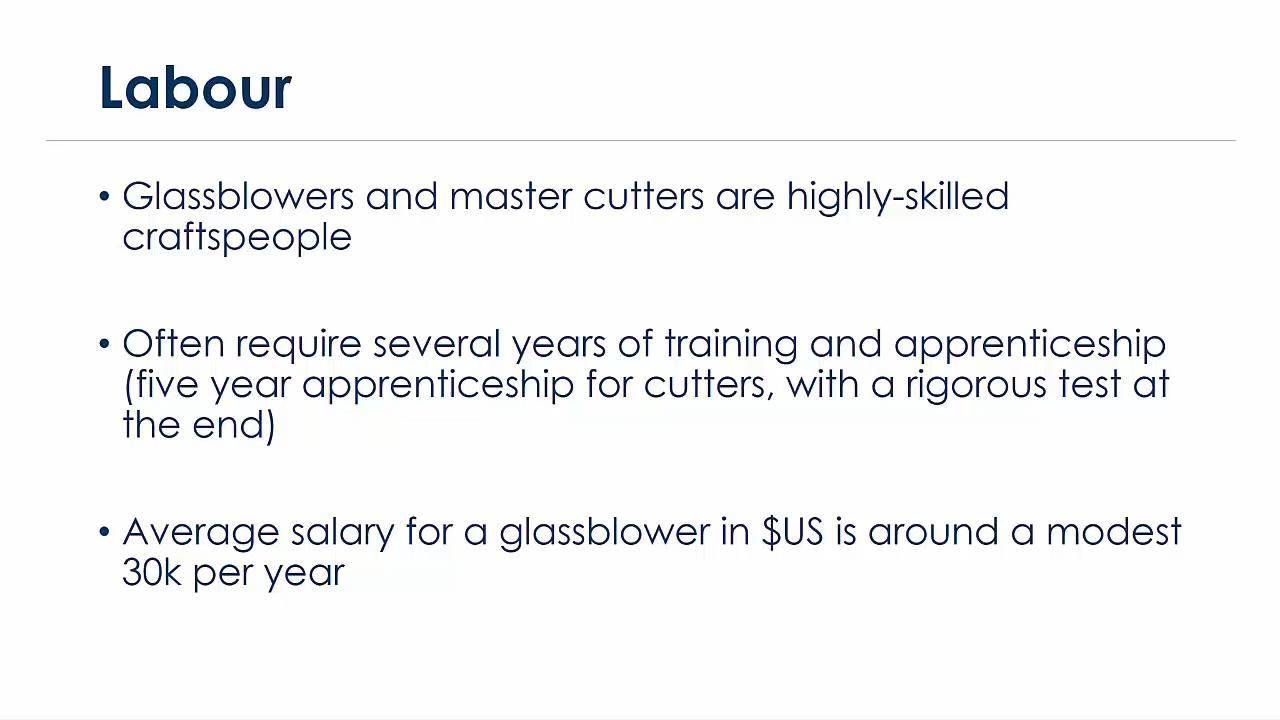 Labour
• Glassblowers and master cutters are highly-skilled
craftspeople
• Often require several years of training and apprenticeship
(five year apprenticeship for cutters, with a rigorous test at
the end)
• Average salary for a glassblower in $US is around a modest
30k per year